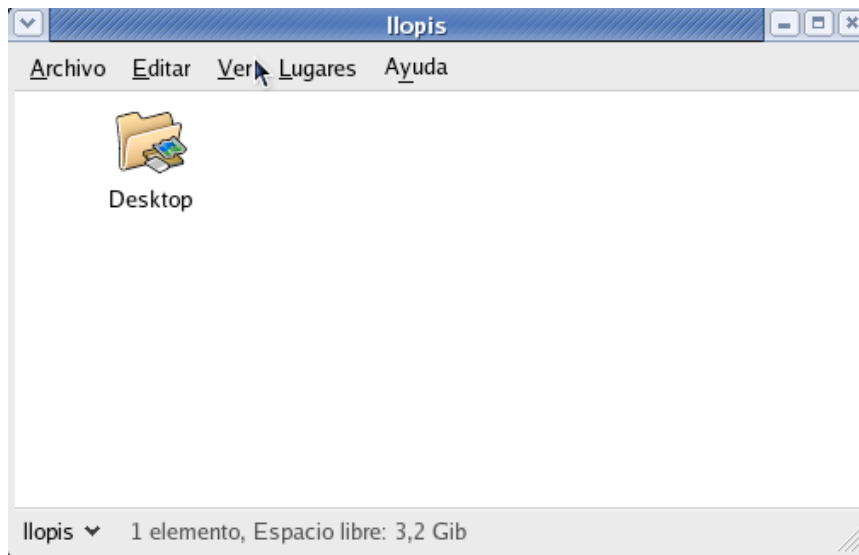 llopis
Archivo Editar Ver Lugares Ayuda
Desktop
llopis 1 elemento, Espacio libre: 3,2 Gib